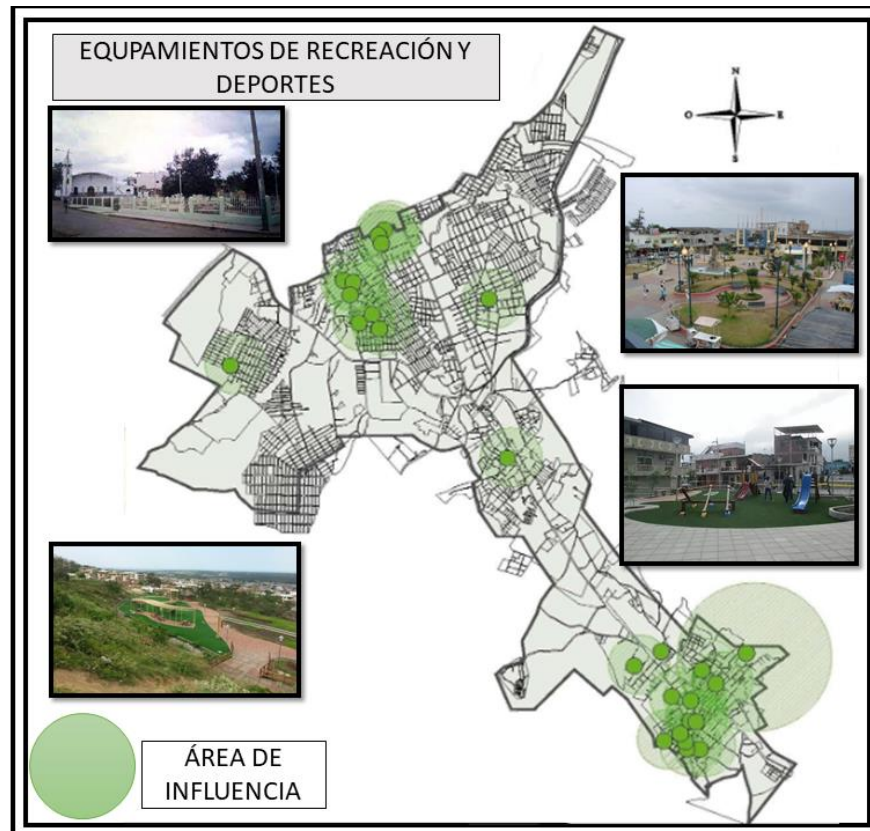 EQUPAMIENTOS DE RECREACIÓN Y
DEPORTES
N
O
E
S
ÁREA DE
INFLUENCIA